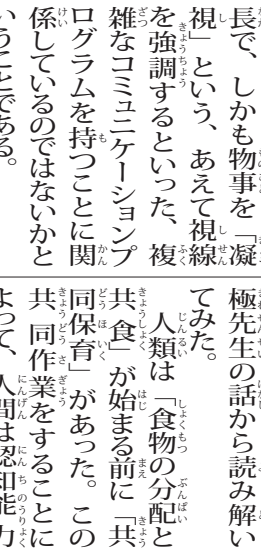 長で、しかも物事を「凝
視」という、あえて視線
を強調するといった、複
雑なコミュニケーションプ
ログラムを持つことに関
係しているのではないかと
いうことである。
極先生の話から読み解い
てみた。
人類は「食物の分配と
共食」が始まる前に「共
同保育」があった。この
共同作業をすることに
よって、人間は認知能力